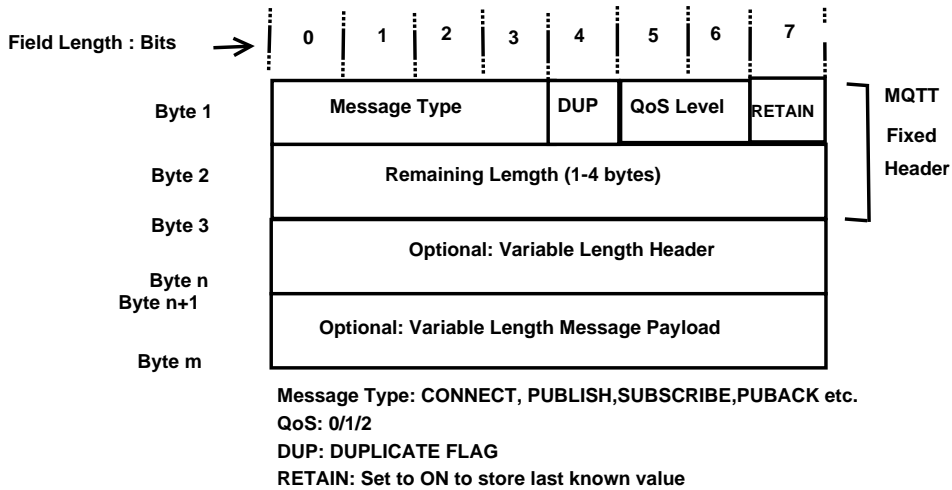 Field Length : Bits 0 1 2 3 4 5 6 7
Byte 1 Message Type DUP QoS Level RETAIN
MQTT
Fixed
Header
Byte 2 Remaining Lemgth (1-4 bytes)
Byte 3
Optional: Variable Length Header
Byte n
Byte n+1
Optional: Variable Length Message Payload
Byte m
Message Type: CONNECT, PUBLISH,SUBSCRIBE,PUBACK etc.
QoS: 0/1/2
DUP: DUPLICATE FLAG
RETAIN: Set to ON to store last known value